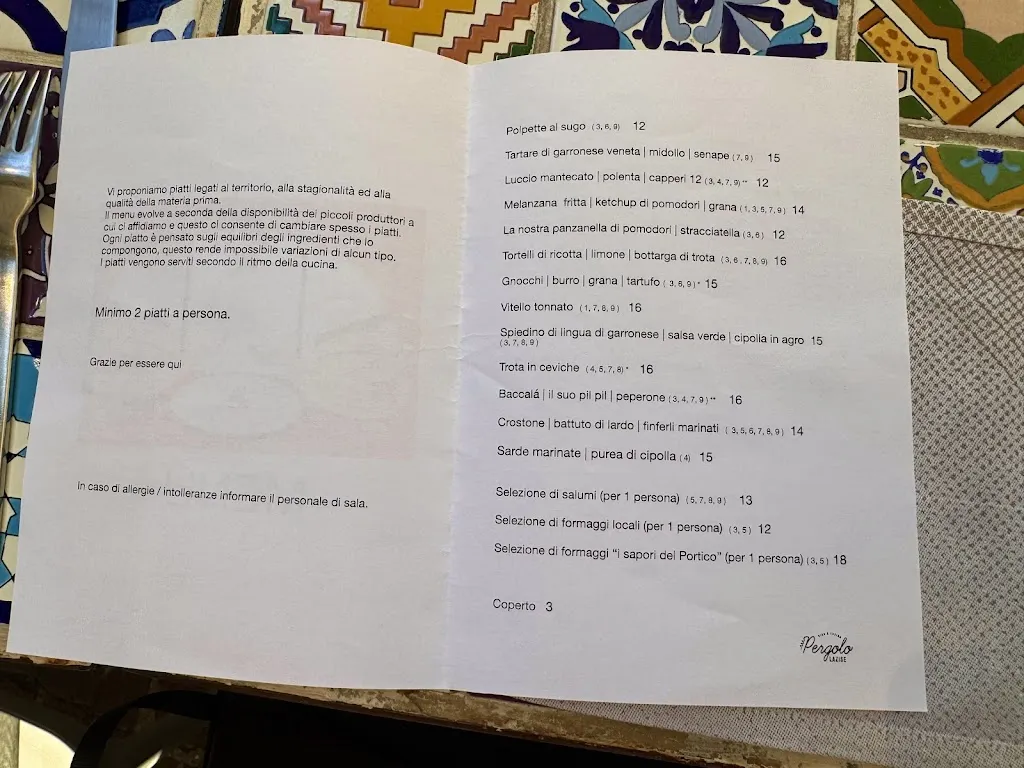 Vi proponiamo piatti legati al territorio, alla stagionalità ed alla
qualità della materia prima.
Il menu evolve a seconda della disponibilità dei piccoli produttori a
cui ci affidiamo e questo ci consente di cambiare spesso i piatti.
Ogni piatto è pensato sugli equilibri degli ingredienti che lo
compongono, questo rende impossibile variazioni di alcun tipo.
I piatti vengono serviti secondo il ritmo della cucina.
Minimo 2 piatti a persona.
Grazie per essere qui
In caso di allergie / intolleranze informare il personale di sala.
Polpette al sugo (3, 6, 9) 12
Tartare di garronese veneta | midollo | senape (7, 9) 15
Luccio mantecato | polenta | capperi 12 (3, 4, 7, 9) ** 12
Melanzana fritta | ketchup di pomodori | grana (1, 3, 5, 7, 9) 14
La nostra panzanella di pomodori | stracciatella (3, 6) 12
Tortelli di ricotta | limone | bottarga di trota (3, 6, 7, 8, 9) 16
Gnocchi | burro | grana | tartufo (3, 6, 9) * 15
Vitello tonnato (1, 7, 8, 9) 16
Spiedino di lingua di garronese | salsa verde | cipolla in agro 15
(3, 7, 8, 9)
Trota in ceviche (4, 5, 7, 8) * 16
Baccalá | il suo pil pil | peperone (3, 4, 7, 9) ** 16
Crostone | battuto di lardo | finferli marinati (3, 5, 6, 7, 8, 9) 14
Sarde marinate | purea di cipolla (4) 15
Selezione di salumi (per 1 persona) (5, 7, 8, 9) 13
Selezione di formaggi locali (per 1 persona) (3, 5) 12
Selezione di formaggi “i sapori del Portico” (per 1 persona) (3, 5) 18
Coperto 3
Pergolo
LAZISE